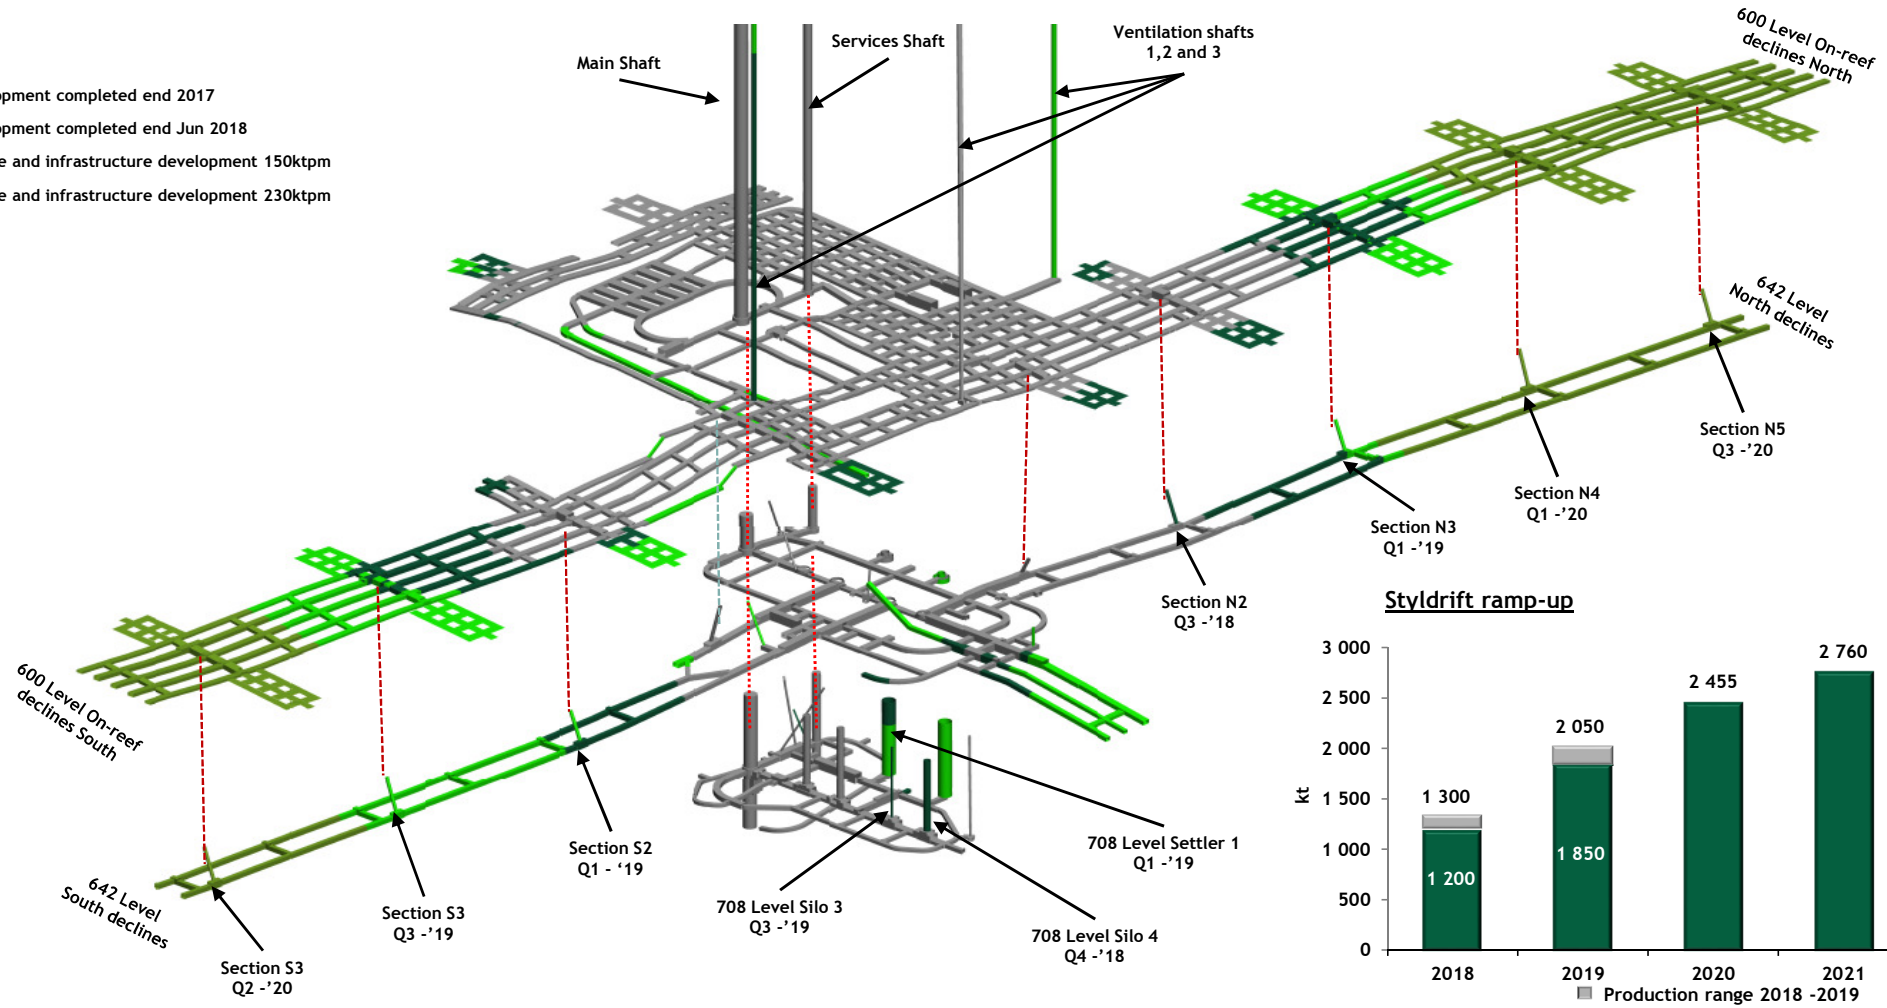 opment completed end 2017
opment completed end Jun 2018
e and infrastructure development 150ktpm
e and infrastructure development 230ktpm
Main Shaft
Services Shaft
Ventilation shafts
1,2 and 3
600 Level On-reef
declines North
642 Level
North declines
Section N5
Q3 -’20
Section N4
Q1 -’20
Section N3
Q1 -’19
Section N2
Q3 -’18
600 Level On-reef
declines South
642 Level
South declines
Section S3
Q2 -’20
Section S3
Q3 -’19
Section S2
Q1 - ‘19
708 Level Silo 3
Q3 -’19
708 Level Settler 1
Q1 -’19
708 Level Silo 4
Q4 -’18
Styldrift ramp-up
kt
3 000
2 500
2 000
1 500
1 000
500
0
1 300
1 200
2 050
1 850
2 455
2 760
2018
2019
2020
2021
Production range 2018 -2019